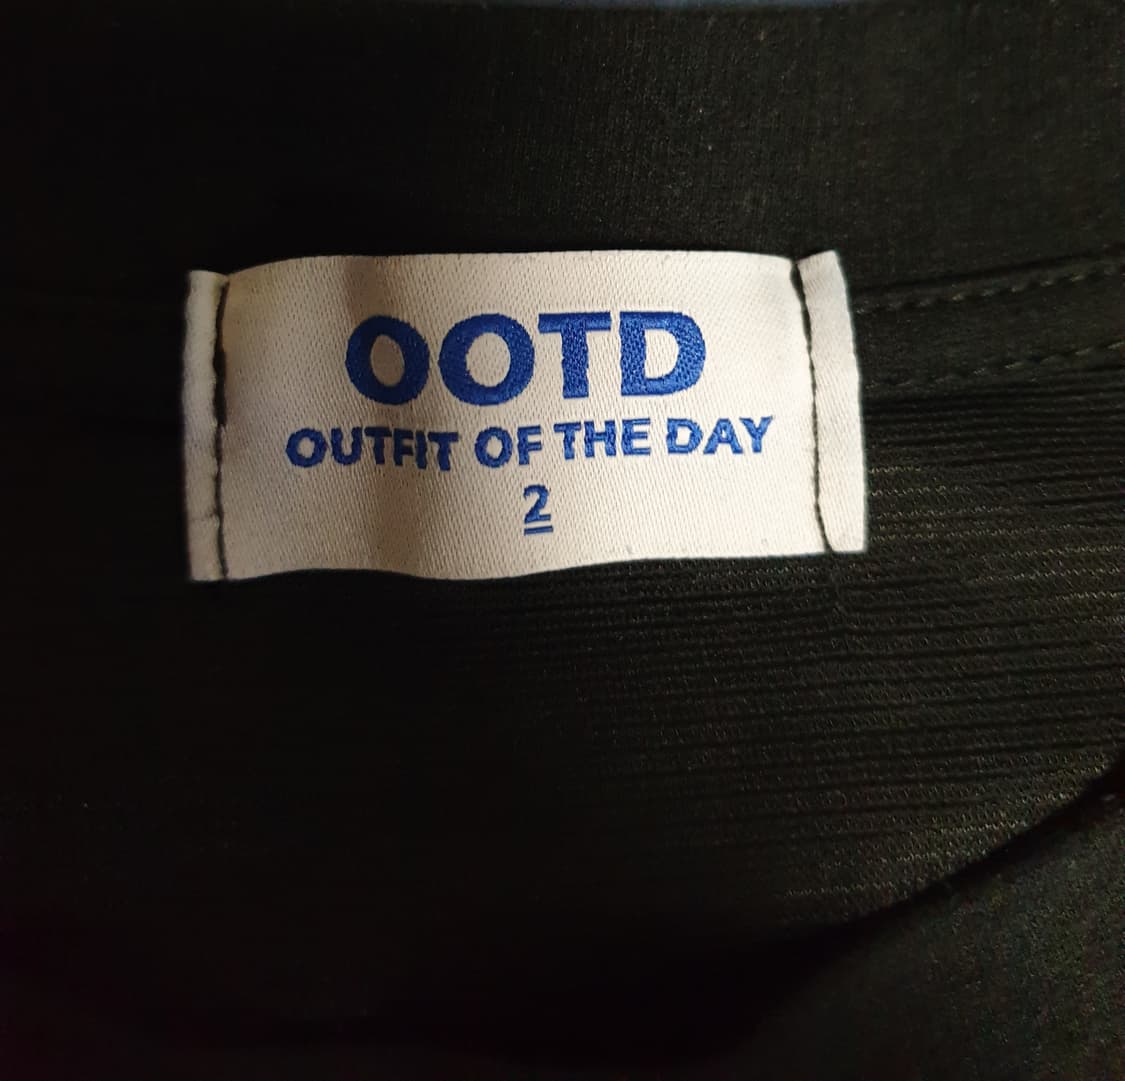 OOTD
OUTFIT OF THE DAY
2